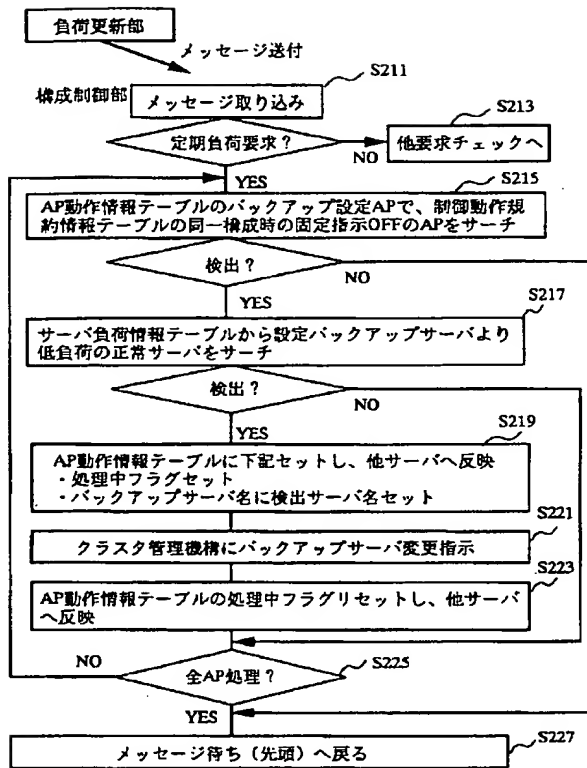 負荷更新部
メッセージ送付
S211
構成制御部
メッセージ取り込み
S213
定期負荷要求？
NO
他要求チェックへ
YES
S215
AP動作情報テーブルのバックアップ設定APで、制御動作規
約情報テーブルの同一構成時の固定指示OFFのAPをサーチ
検出？
NO
YES
S217
サーバ負荷情報テーブルから設定バックアップサーバより
低負荷の正常サーバをサーチ
検出？
NO
YES
S219
AP動作情報テーブルに下記セットし、他サーバへ反映
・処理中フラグセット
・バックアップサーバ名に検出サーバ名セット
S221
クラスタ管理機構にバックアップサーバ変更指示
S223
AP動作情報テーブルの処理中フラグリセットし、他サーバ
へ反映
NO
全AP処理？
S225
YES
S227
メッセージ待ち（先頭）へ戻る